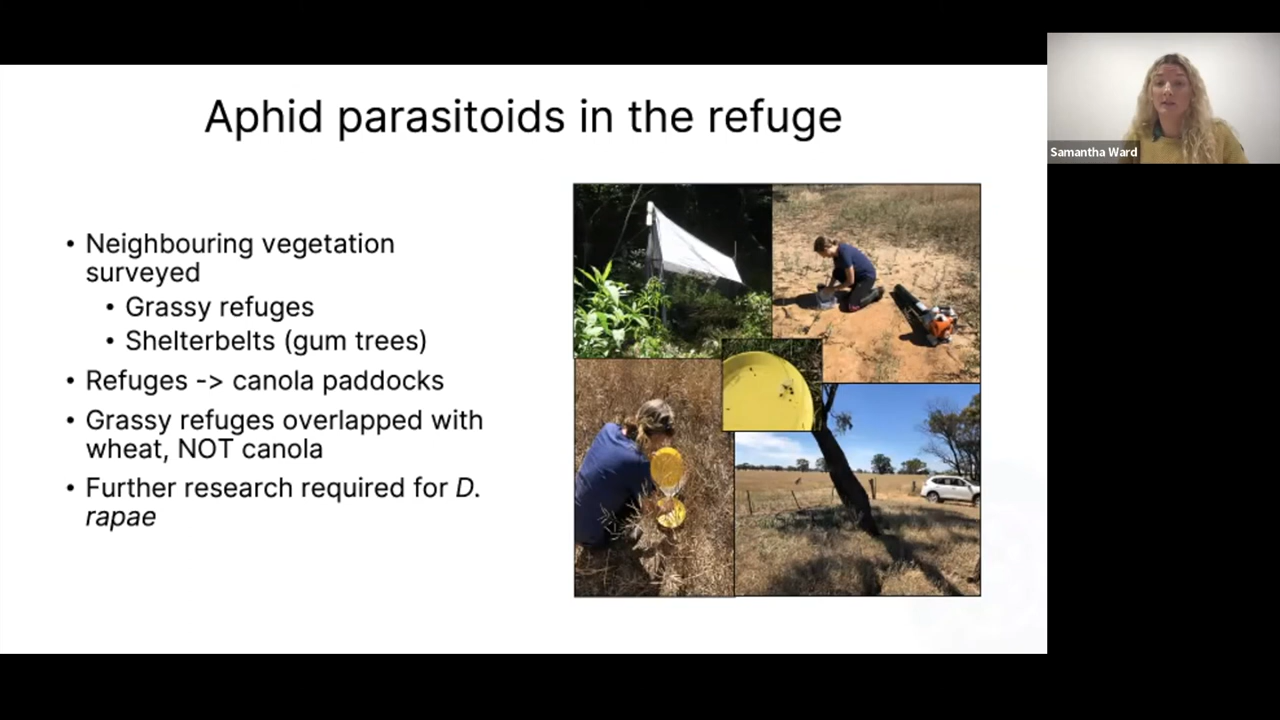 Aphid parasitoids in the refuge
Samantha Ward
• Neighbouring vegetation
surveyed
• Grassy refuges
• Shelterbelts (gum trees)
• Refuges -> canola paddocks
• Grassy refuges overlapped with
wheat, NOT canola
• Further research required for D.
rapae